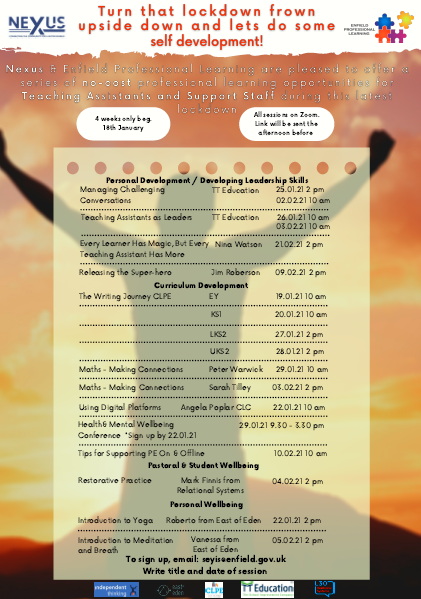 NEXUS
Turn that lockdown frown
upside down and lets do some
self development!
ENFIELD
PROFESSIONAL
LEARNING
Nexus & Enfield Professional Learning are pleased to offer a
series of no-cost professional learning opportunities for
Teaching Assistants and Support Staff during this latest
lockdown
4 weeks only beg.
18th January
All sessions on Zoom.
Link will be sent the
afternoon before
Personal Development / Developing Leadership Skills
Managing Challenging TT Education 25.01.21 2 pm
Conversations 02.02.21 10 am
Teaching Assistants as Leaders TT Education 26.01.21 10 am
03.02.21 10 am
Every Learner Has Magic, But Every Nina Watson 21.02.21 2 pm
Teaching Assistant Has More
Releasing the Super-hero Jim Roberson 09.02.21 2 pm
Curriculum Development
The Writing Journey CLPE EY 19.01.21 10 am
KS1 20.01.21 10 am
LKS2 27.01.21 2 pm
UKS2 28.01.21 2 pm
Maths - Making Connections Peter Warwick 29.01.21 10 am
Maths - Making Connections Sarah Tilley 03.02.21 2 pm
Using Digital Platforms Angela Poplar CLC 22.01.21 10 am
Health & Mental Wellbeing 29.01.21 9.30 - 3.30 pm
Conference *Sign up by 22.01.21
Tips for Supporting PE On & Offline 10.02.21 10 am
Pastoral & Student Wellbeing
Restorative Practice Mark Finnis from 04.02.21 2 pm
Relational Systems
Personal Wellbeing
Introduction to Yoga Roberto from East of Eden 22.01.21 2 pm
Introduction to Meditation Vanessa from 05.02.21 2 pm
and Breath East of Eden
To sign up, email: seyis@enfield.gov.uk
Write title and date of session
independent
thinking
CLPE
TT Education